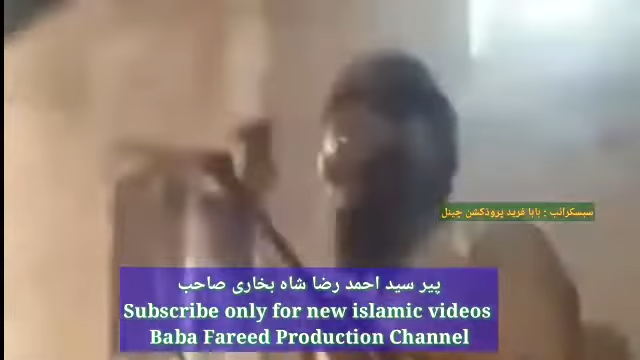 سبسکرائب : بابا فرید پروڈکشن چینل
پیر سید احمد رضا شاہ بخاری صاحب
Subscribe only for new islamic videos
Baba Fareed Production Channel